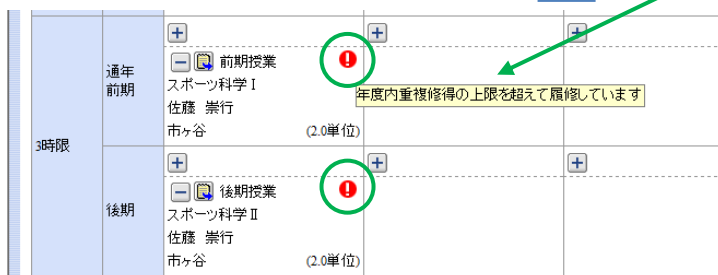 3時限
通年
前期
前期授業
スポーツ科学Ⅰ
佐藤 崇行
市ヶ谷 (2.0単位)
年度内重複修得の上限を超えて履修しています
後期
後期授業
スポーツ科学Ⅱ
佐藤 崇行
市ヶ谷 (2.0単位)